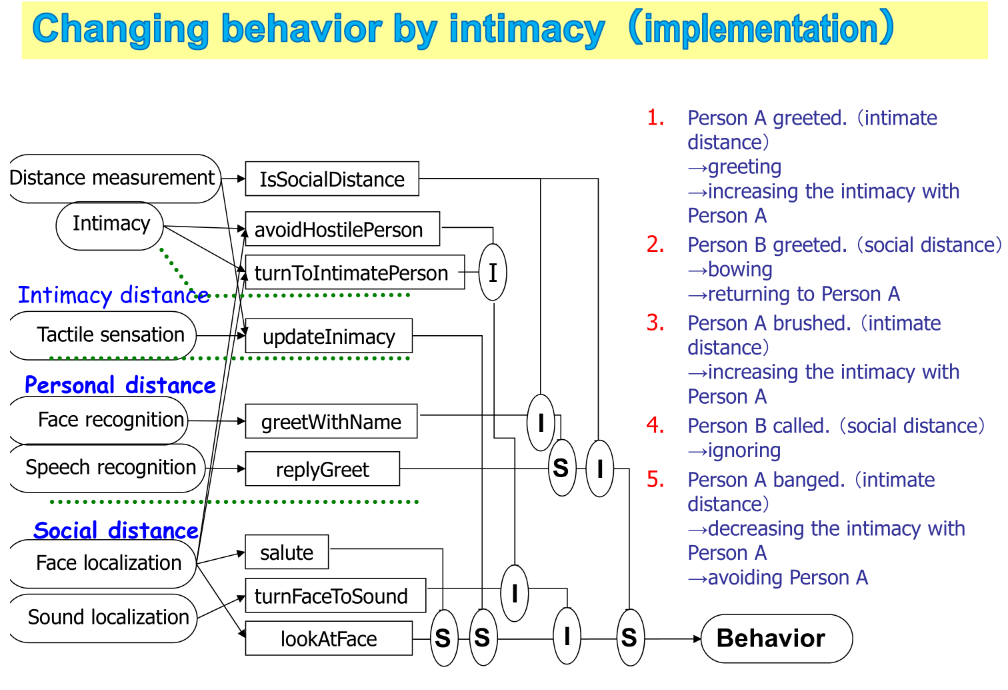 Changing behavior by intimacy（implementation）
Distance measurement
Intimacy
Intimacy distance
Tactile sensation
Personal distance
Face recognition
Speech recognition
Social distance
Face localization
Sound localization
IsSocialDistance
avoidHostilePerson
turnToIntimatePerson
updateInimacy
greetWithName
replyGreet
salute
turnFaceToSound
lookAtFace
I
I
S
I
I
S
S
I
S
Behavior
1. Person A greeted.（intimate
distance）
→greeting
→increasing the intimacy with
Person A
2. Person B greeted.（social distance）
→bowing
→returning to Person A
3. Person A brushed.（intimate
distance）
→increasing the intimacy with
Person A
4. Person B called.（social distance）
→ignoring
5. Person A banged.（intimate
distance）
→decreasing the intimacy with
Person A
→avoiding Person A